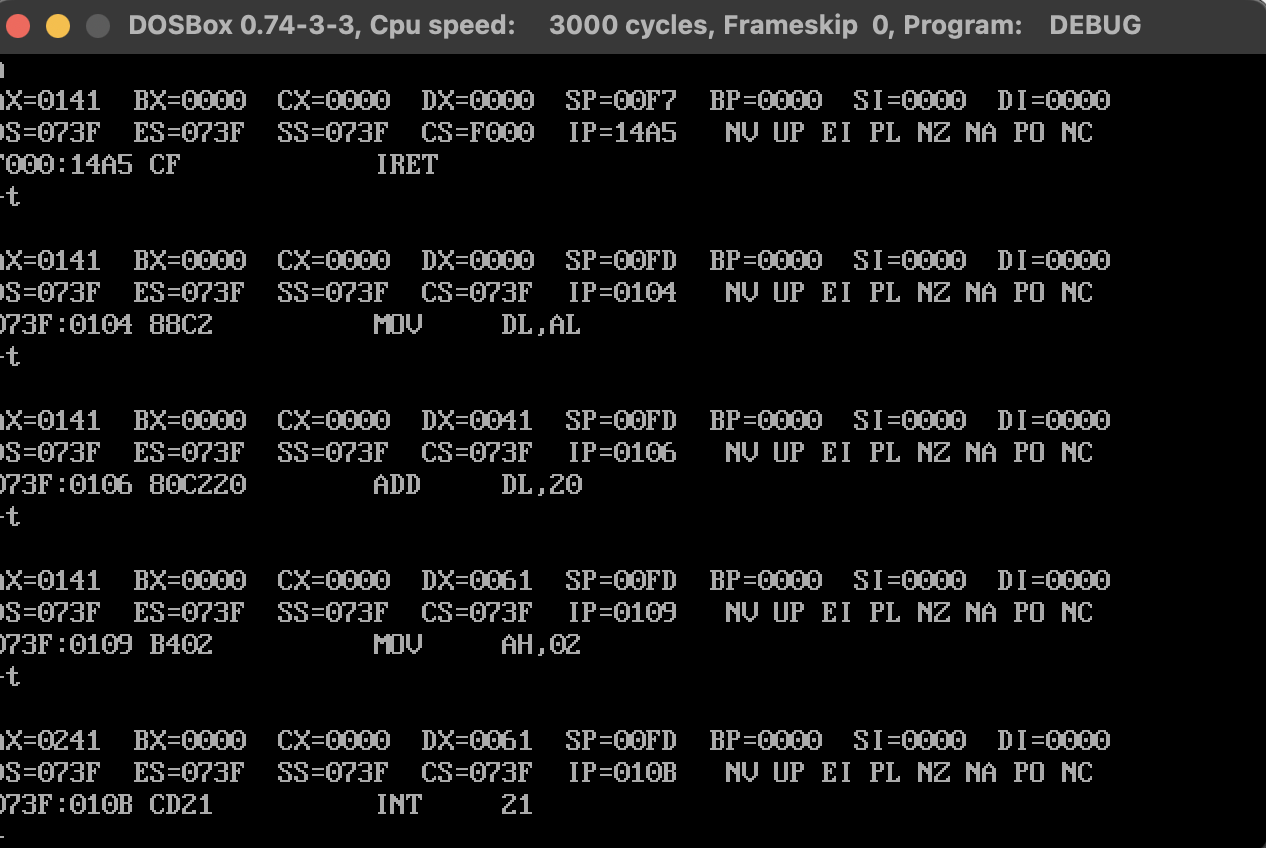 DOSBox 0.74-3-3, Cpu speed: 3000 cycles, Frameskip 0, Program: DEBUG
AX=0141 BX=0000 CX=0000 DX=0000 SP=00F7 BP=0000 SI=0000 DI=0000
DS=073F ES=073F SS=073F CS=F000 IP=14A5 NV UP EI PL NZ NA PO NC
F000:14A5 CF IRET
-t
AX=0141 BX=0000 CX=0000 DX=0000 SP=00FD BP=0000 SI=0000 DI=0000
DS=073F ES=073F SS=073F CS=073F IP=0104 NV UP EI PL NZ NA PO NC
073F:0104 88C2 MOV DL,AL
-t
AX=0141 BX=0000 CX=0000 DX=0041 SP=00FD BP=0000 SI=0000 DI=0000
DS=073F ES=073F SS=073F CS=073F IP=0106 NV UP EI PL NZ NA PO NC
073F:0106 80C220 ADD DL,20
-t
AX=0141 BX=0000 CX=0000 DX=0061 SP=00FD BP=0000 SI=0000 DI=0000
DS=073F ES=073F SS=073F CS=073F IP=0109 NV UP EI PL NZ NA PO NC
073F:0109 B402 MOV AH,02
-t
AX=0241 BX=0000 CX=0000 DX=0061 SP=00FD BP=0000 SI=0000 DI=0000
DS=073F ES=073F SS=073F CS=073F IP=010B NV UP EI PL NZ NA PO NC
073F:010B CD21 INT 21
-